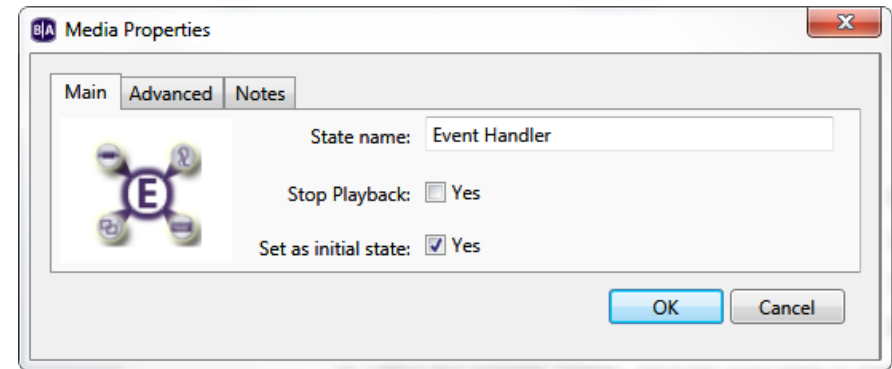 B|A Media Properties
Main Advanced Notes
State name: Event Handler
E
Stop Playback: Yes
Set as initial state: Yes
OK Cancel